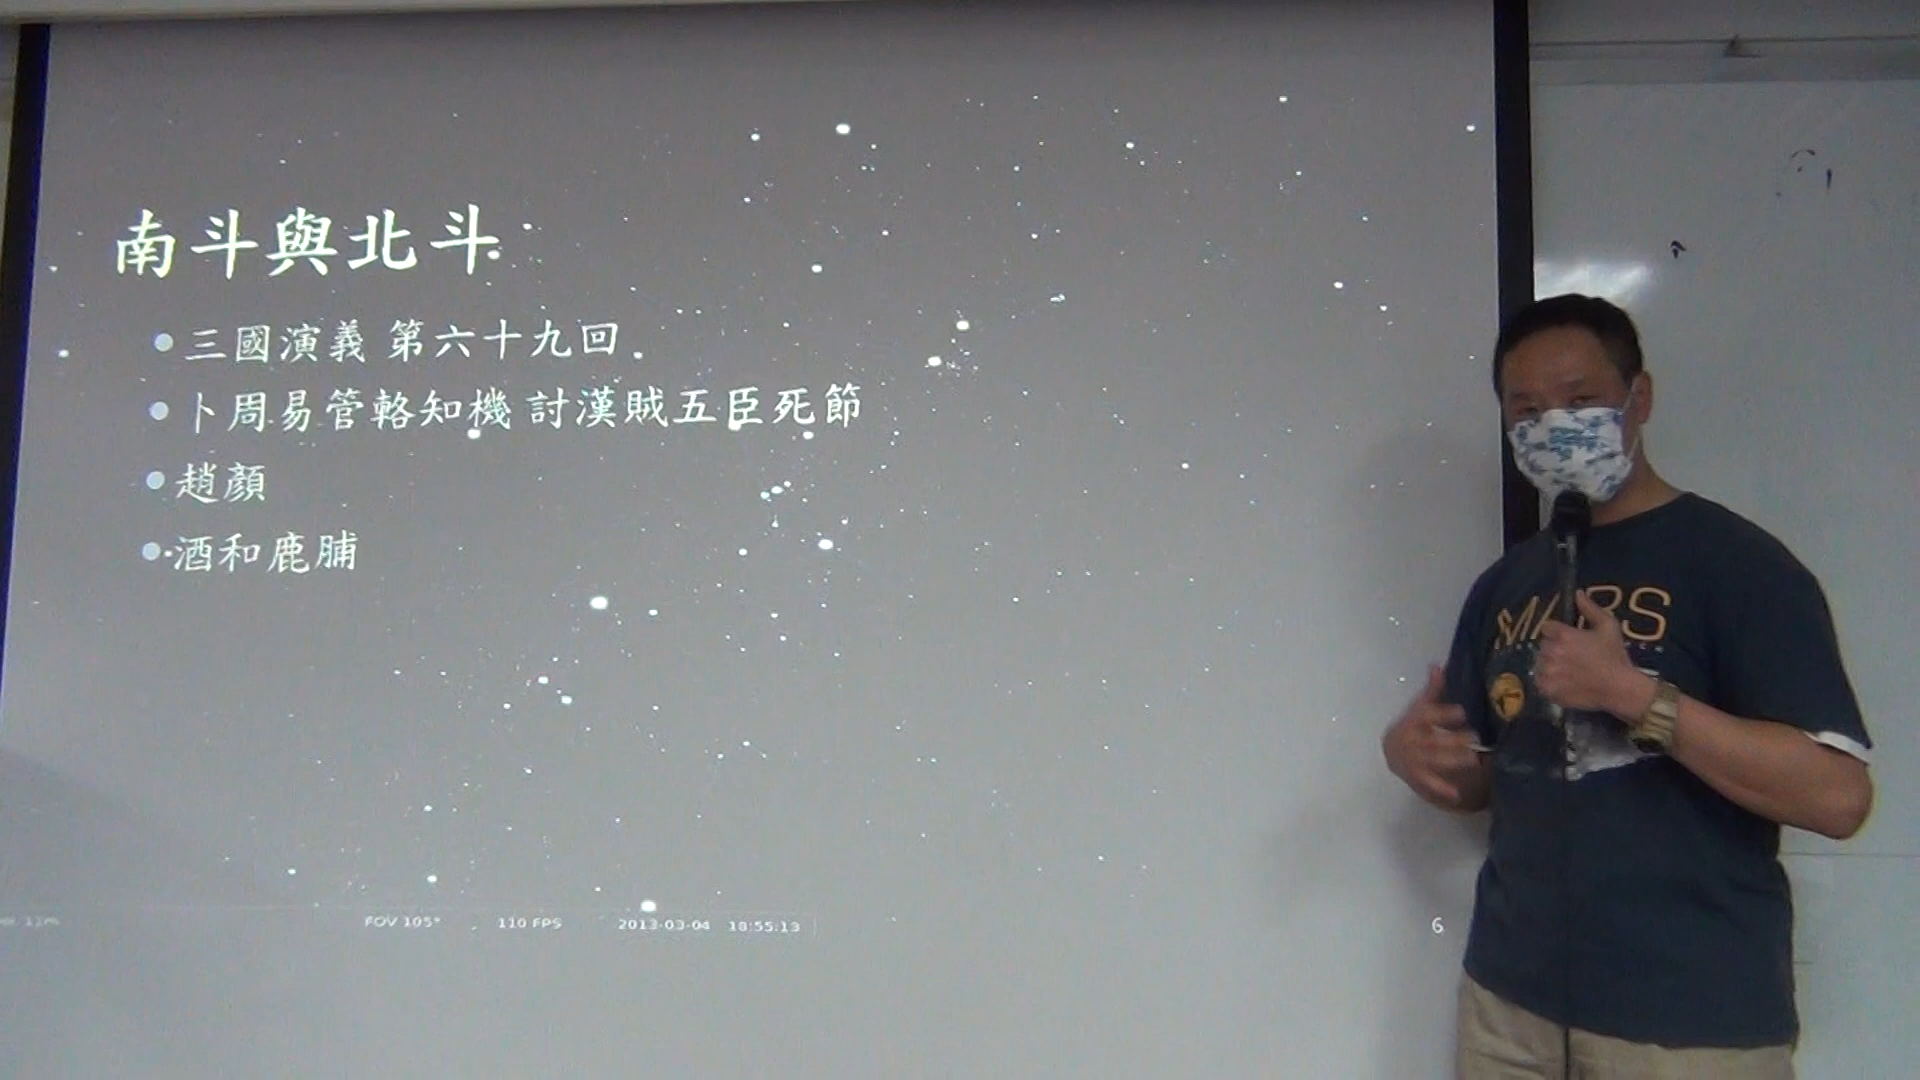 南斗與北斗
三國演義 第六十九回
卜周易管輅知機 討漢賊五臣死節
趙顏
酒和鹿脯
FOV 105° 110 FPS 2013-03-04 18:55:13
6
MARS